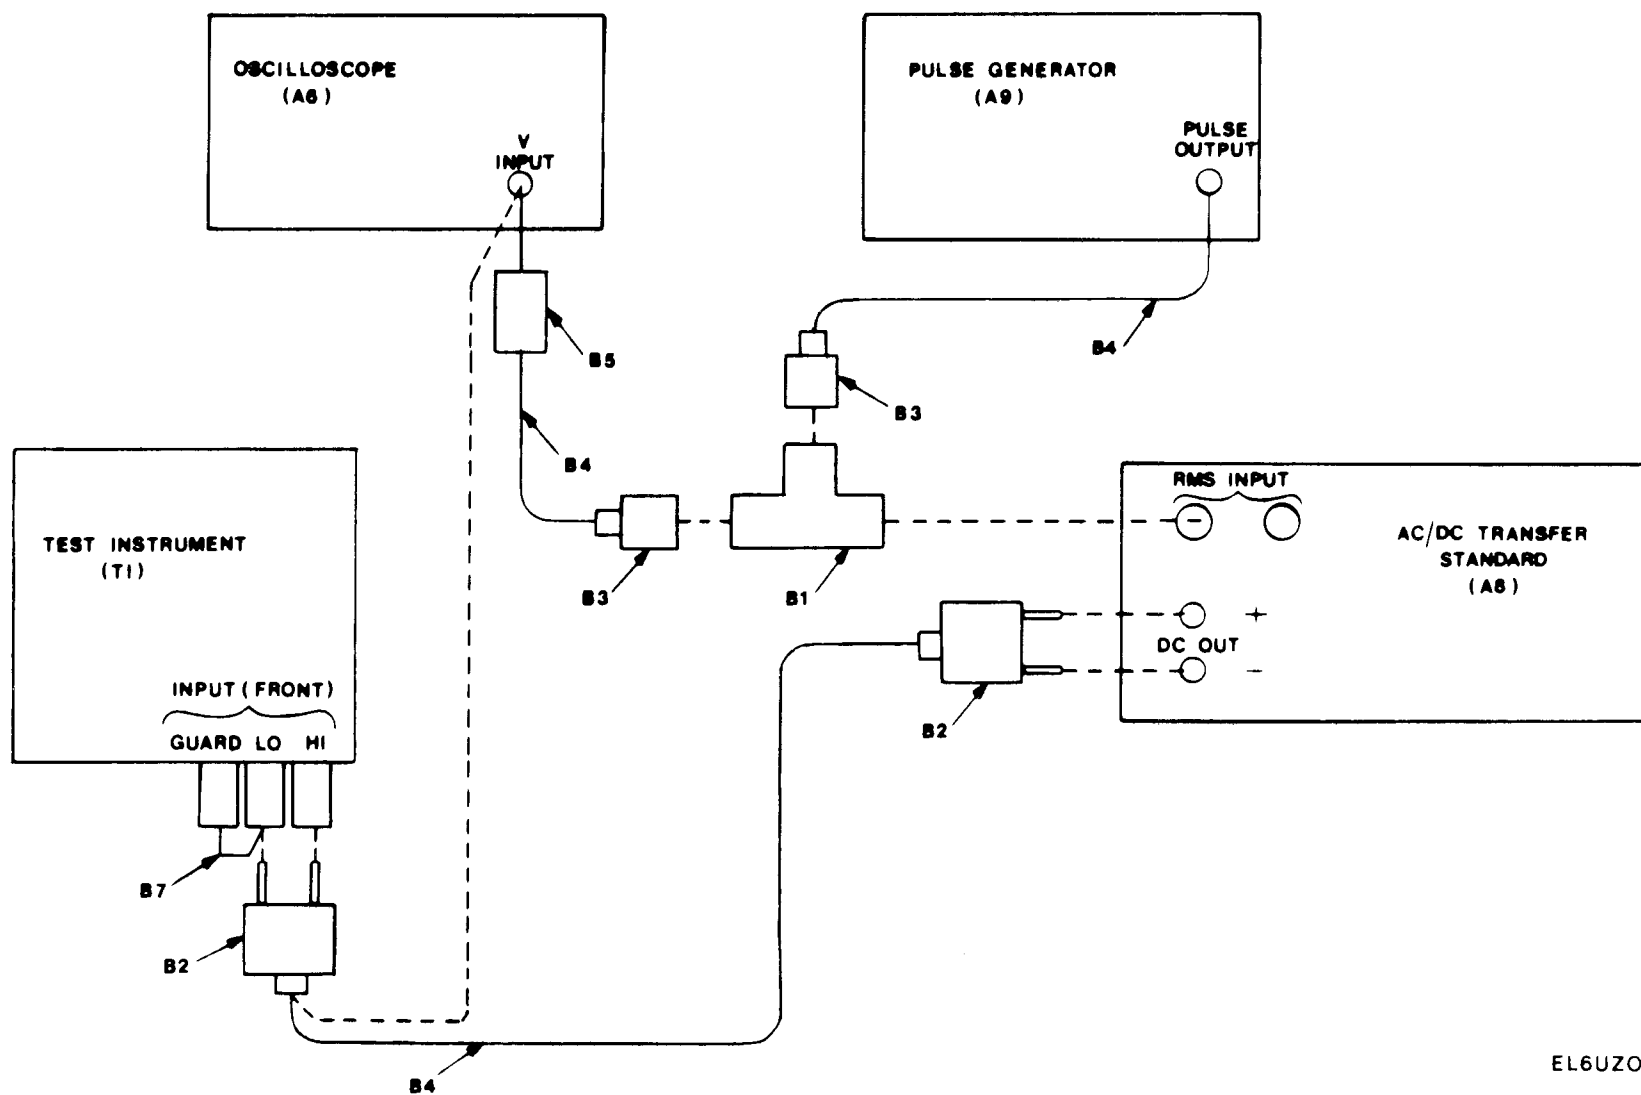 OSCILLOSCOPE
(A6)
V
INPUT
PULSE GENERATOR
(A9)
PULSE
OUTPUT
B5
B4
B4
B3
B3
B1
TEST INSTRUMENT
(TI)
INPUT (FRONT)
GUARD LO HI
B7
B2
B4
RMS INPUT
AC/DC TRANSFER
STANDARD
(A8)
+
DC OUT
-
B2
EL6UZO